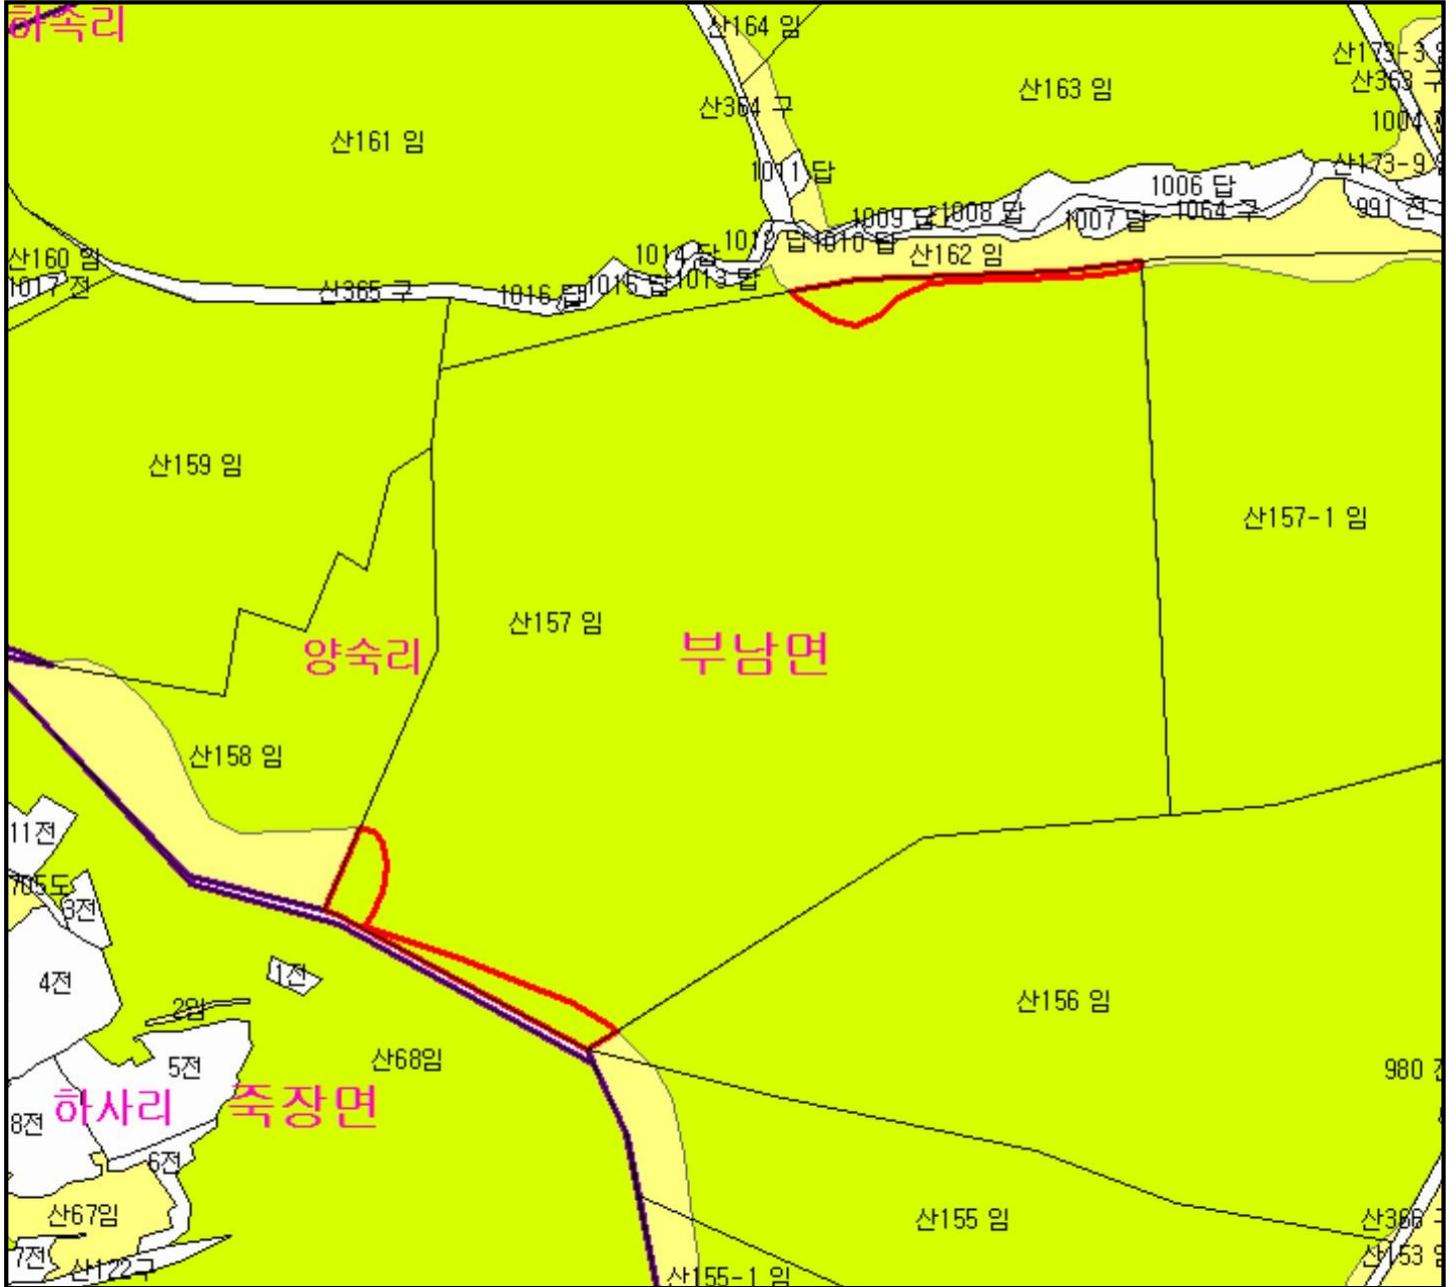 하속리
산164 임
산173-3
산363 구
산163 임
산364 구
1004
산161 임
산173-9
1011 답
1006 답
1009 답
1008 답
1064 구
991 전
1007 답
1012 답
1010 답
산160 임
1014 답
산162 임
1017 전
산365 구
1016 답
1015 답
1013 답
산159 임
산157-1 임
산157 임
양숙리
부남면
산158 임
11전
705도
3전
4전
1전
산156 임
2임
5전
산68임
980
하사리
죽장면
8전
6전
산67임
산155 임
산366
7전
산122구
산153
산155-1 임